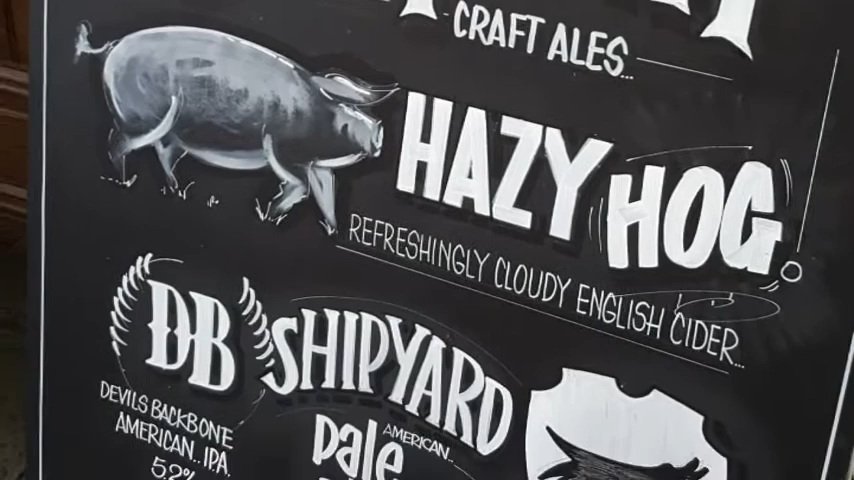 CRAFT ALES...
HAZY HOG.
REFRESHINGLY CLOUDY ENGLISH CIDER...
DB
SHIPYARD
DEVILS BACKBONE
AMERICAN.. IPA.
5.2%
AMERICAN..
Pale